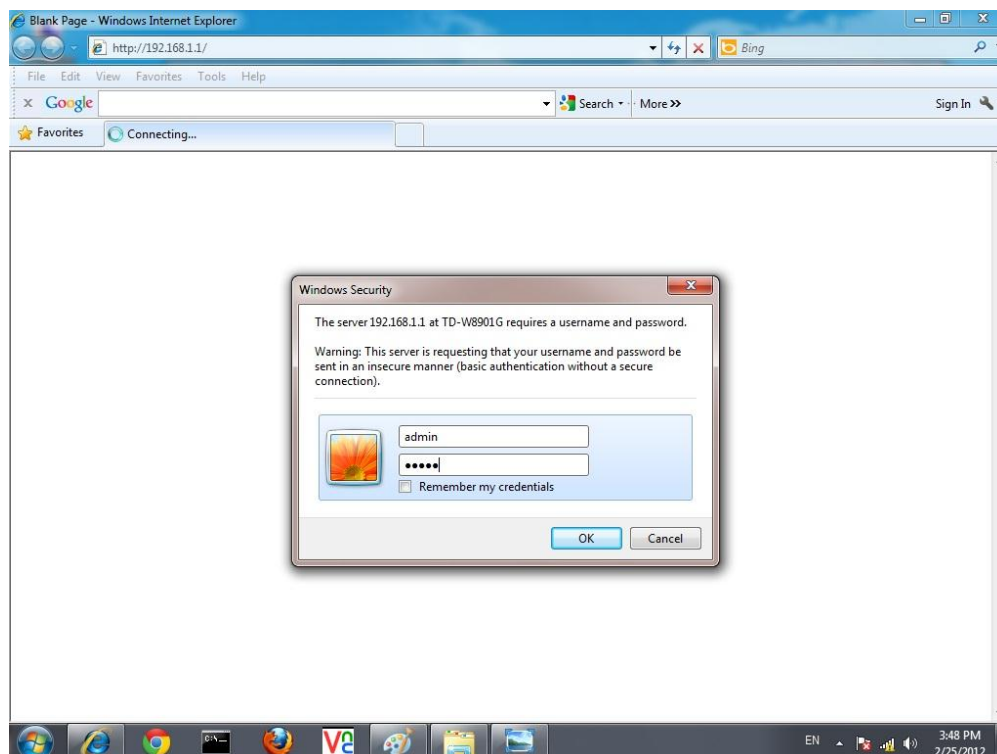 Blank Page - Windows Internet Explorer
http://192.168.1.1/
Bing
File Edit View Favorites Tools Help
x Google
Search
More >>
Sign In
Favorites
Connecting...
Windows Security
The server 192.168.1.1 at TD-W8901G requires a username and password.
Warning: This server is requesting that your username and password be
sent in an insecure manner (basic authentication without a secure
connection).
admin
•••••
Remember my credentials
OK
Cancel
C:\_
EN
3:48 PM
2/25/2012